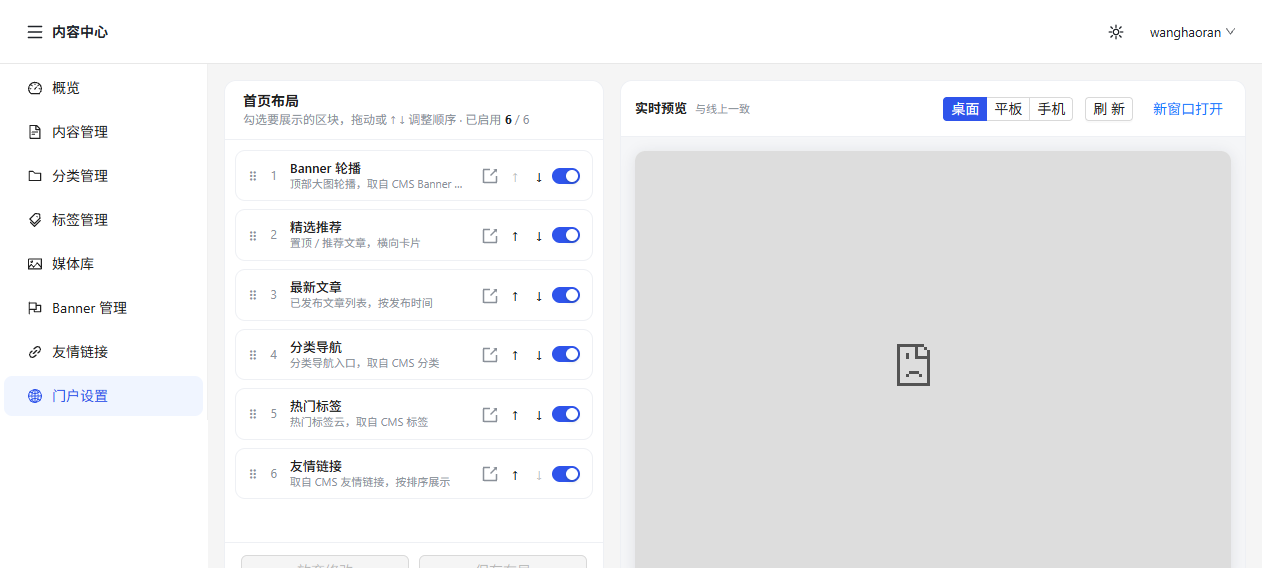 内容中心
wanghaoran
概览
内容管理
分类管理
标签管理
媒体库
Banner 管理
友情链接
门户设置
首页布局
勾选要展示的区块，拖动或 ↑ ↓ 调整顺序 · 已启用 6 / 6
1
Banner 轮播
顶部大图轮播，取自 CMS Banner ...
↑ ↓
2
精选推荐
置顶 / 推荐文章，横向卡片
↑ ↓
3
最新文章
已发布文章列表，按发布时间
↑ ↓
4
分类导航
分类导航入口，取自 CMS 分类
↑ ↓
5
热门标签
热门标签云，取自 CMS 标签
↑ ↓
6
友情链接
取自 CMS 友情链接，按排序展示
↑ ↓
实时预览 与线上一致
桌面 平板 手机 刷 新 新窗口打开